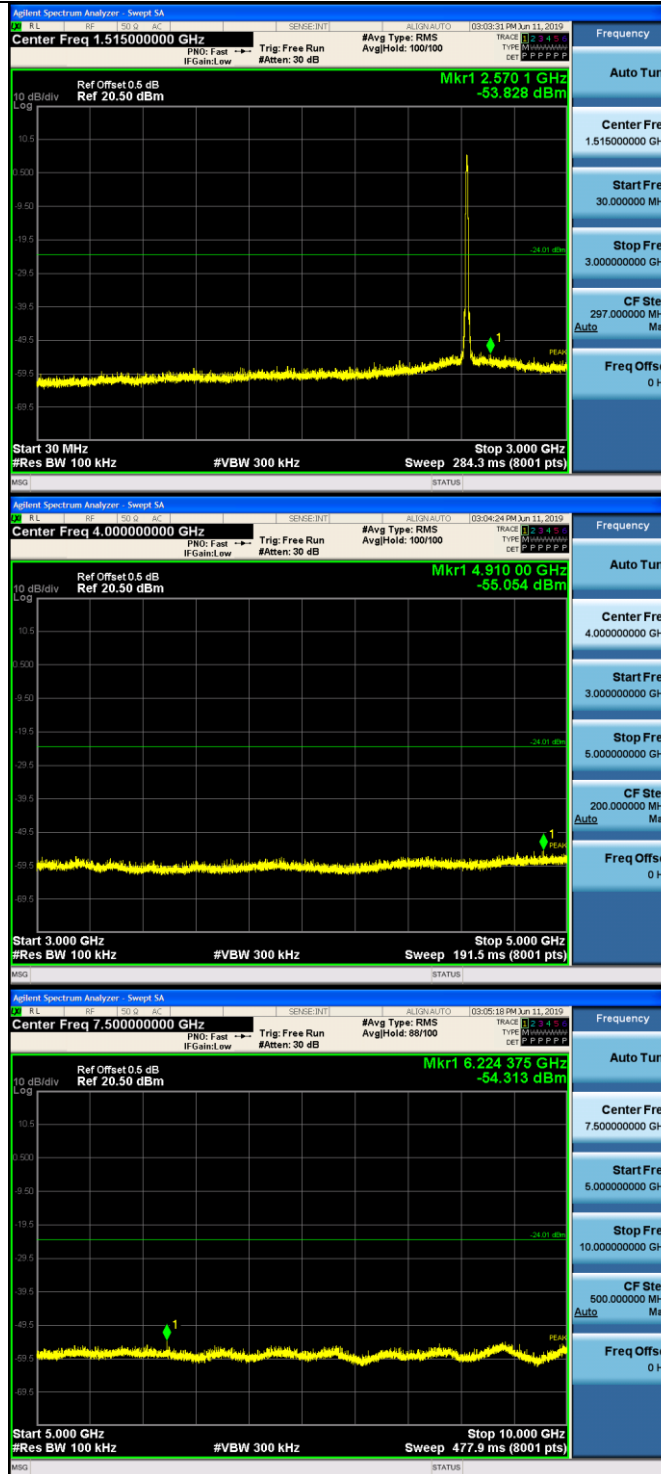 Agilent Spectrum Analyzer - Swept SA
RL RF 50 Ω AC SENSE:INT ALIGNAUTO 03:03:31 PM Jun 11, 2019
Center Freq 1.515000000 GHz
PNO: Fast
IFGain:Low
Trig: Free Run
#Atten: 30 dB
#Avg Type: RMS
Avg|Hold: 100/100
TRACE 1 2 3 4 5 6
TYPE M
DET P P P P P P
Frequency
Auto Tun
Mkr1 2.570 1 GHz
-53.828 dBm
Ref Offset 0.5 dB
10 dB/div Ref 20.50 dBm
Log
Center Fre
1.515000000 GH
10.5
0.500
-9.50
-19.5
-29.5
-39.5
-49.5
-59.5
-69.5
-24.01 dBm
1
PEAK
Start Fre
30.000000 MH
Stop Fre
3.000000000 GH
CF Ste
297.000000 MH
Auto Ma
Freq Offse
0 H
Start 30 MHz Stop 3.000 GHz
#Res BW 100 kHz #VBW 300 kHz Sweep 284.3 ms (8001 pts)
MSG STATUS
Agilent Spectrum Analyzer - Swept SA
RL RF 50 Ω AC SENSE:INT ALIGNAUTO 03:04:24 PM Jun 11, 2019
Center Freq 4.000000000 GHz
PNO: Fast
IFGain:Low
Trig: Free Run
#Atten: 30 dB
#Avg Type: RMS
Avg|Hold: 100/100
TRACE 1 2 3 4 5 6
TYPE M
DET P P P P P P
Frequency
Auto Tun
Mkr1 4.910 00 GHz
-55.054 dBm
Ref Offset 0.5 dB
10 dB/div Ref 20.50 dBm
Log
Center Fre
4.000000000 GH
10.5
0.500
-9.50
-19.5
-29.5
-39.5
-49.5
-59.5
-69.5
-24.01 dBm
1
PEAK
Start Fre
3.000000000 GH
Stop Fre
5.000000000 GH
CF Ste
200.000000 MH
Auto Ma
Freq Offse
0 H
Start 3.000 GHz Stop 5.000 GHz
#Res BW 100 kHz #VBW 300 kHz Sweep 191.5 ms (8001 pts)
MSG STATUS
Agilent Spectrum Analyzer - Swept SA
RL RF 50 Ω AC SENSE:INT ALIGNAUTO 03:05:18 PM Jun 11, 2019
Center Freq 7.500000000 GHz
PNO: Fast
IFGain:Low
Trig: Free Run
#Atten: 30 dB
#Avg Type: RMS
Avg|Hold: 88/100
TRACE 1 2 3 4 5 6
TYPE M
DET P P P P P P
Frequency
Auto Tun
Mkr1 6.224 375 GHz
-54.313 dBm
Ref Offset 0.5 dB
10 dB/div Ref 20.50 dBm
Log
Center Fre
7.500000000 GH
10.5
0.500
-9.50
-19.5
-29.5
-39.5
-49.5
-59.5
-69.5
-24.01 dBm
1
PEAK
Start Fre
5.000000000 GH
Stop Fre
10.000000000 GH
CF Ste
500.000000 MH
Auto Ma
Freq Offse
0 H
Start 5.000 GHz Stop 10.000 GHz
#Res BW 100 kHz #VBW 300 kHz Sweep 477.9 ms (8001 pts)
MSG STATUS